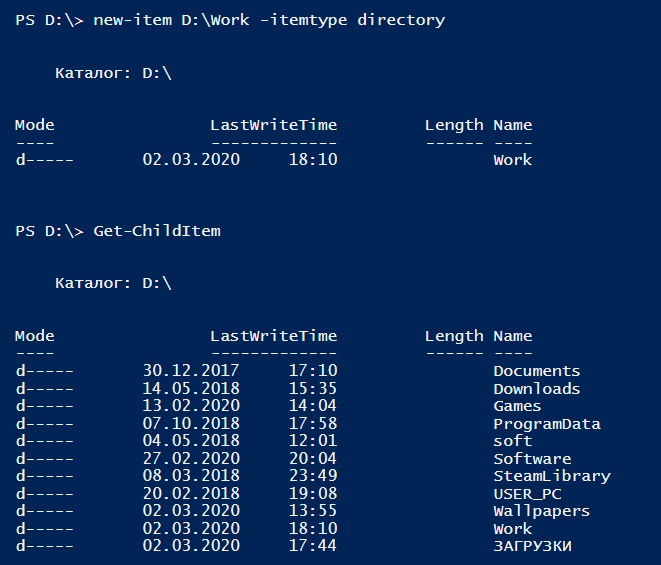 PS D:\> new-item D:\Work -itemtype directory
Каталог: D:\
Mode LastWriteTime Length Name
---- ------------- ------ ----
d----- 02.03.2020 18:10 Work
PS D:\> Get-ChildItem
Каталог: D:\
Mode LastWriteTime Length Name
---- ------------- ------ ----
d----- 30.12.2017 17:10 Documents
d----- 14.05.2018 15:35 Downloads
d----- 13.02.2020 14:04 Games
d----- 07.10.2018 17:58 ProgramData
d----- 04.05.2018 12:01 soft
d----- 27.02.2020 20:04 Software
d----- 08.03.2018 23:49 SteamLibrary
d----- 20.02.2018 19:08 USER_PC
d----- 02.03.2020 13:55 Wallpapers
d----- 02.03.2020 18:10 Work
d----- 02.03.2020 17:44 ЗАГРУЗКИ